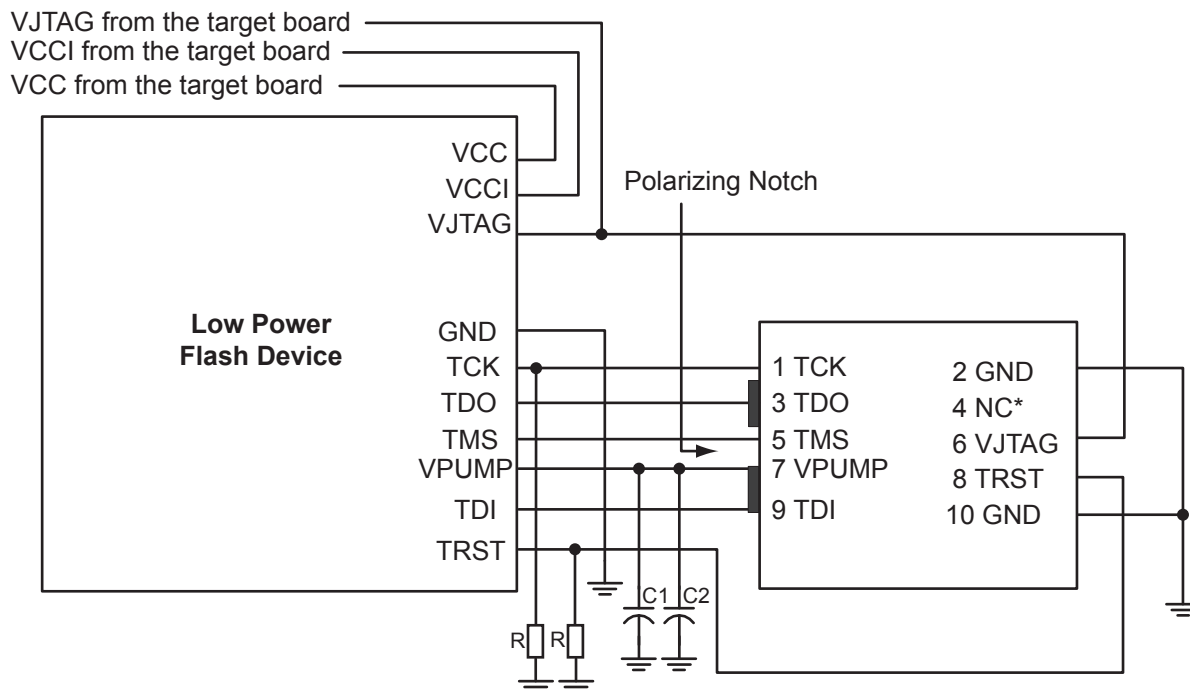 VJTAG from the target board
VCCI from the target board
VCC from the target board
VCC
VCCI
VJTAG
Polarizing Notch
Low Power
Flash Device
GND
TCK
TDO
TMS
VPUMP
TDI
TRST
1 TCK
3 TDO
5 TMS
7 VPUMP
9 TDI
2 GND
4 NC*
6 VJTAG
8 TRST
10 GND
C1
C2
R
R